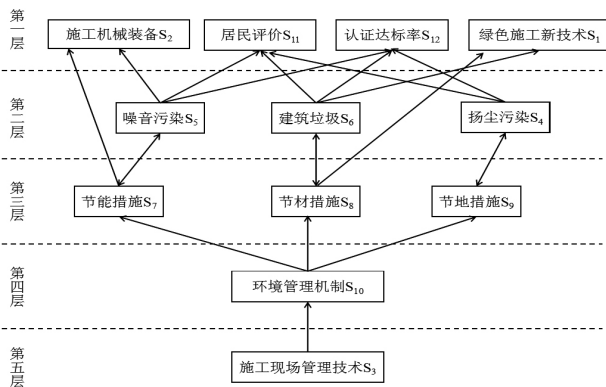 第一层
施工机械装备S₂
居民评价S₁₁
认证达标率S₁₂
绿色施工新技术S₁
第二层
噪音污染S₅
建筑垃圾S₆
扬尘污染S₄
第三层
节能措施S₇
节材措施S₈
节地措施S₉
第四层
环境管理机制S₁₀
第五层
施工现场管理技术S₃